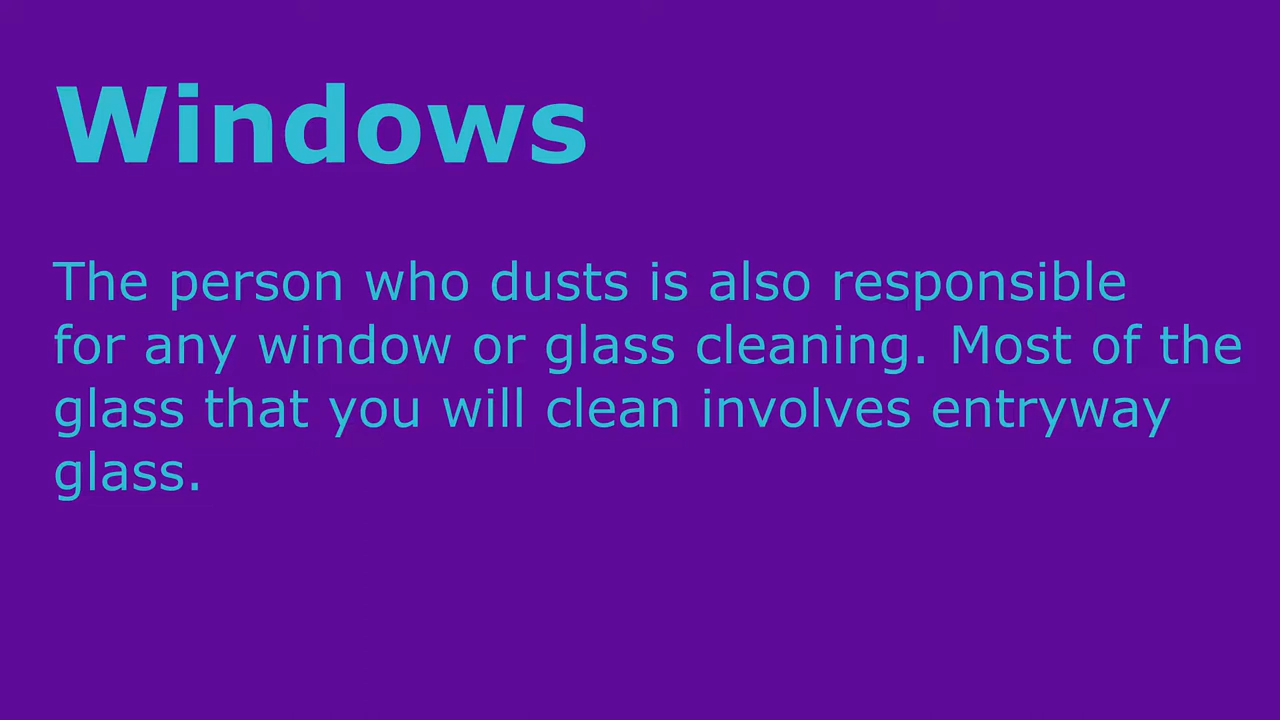 Windows
The person who dusts is also responsible
for any window or glass cleaning. Most of the
glass that you will clean involves entryway
glass.